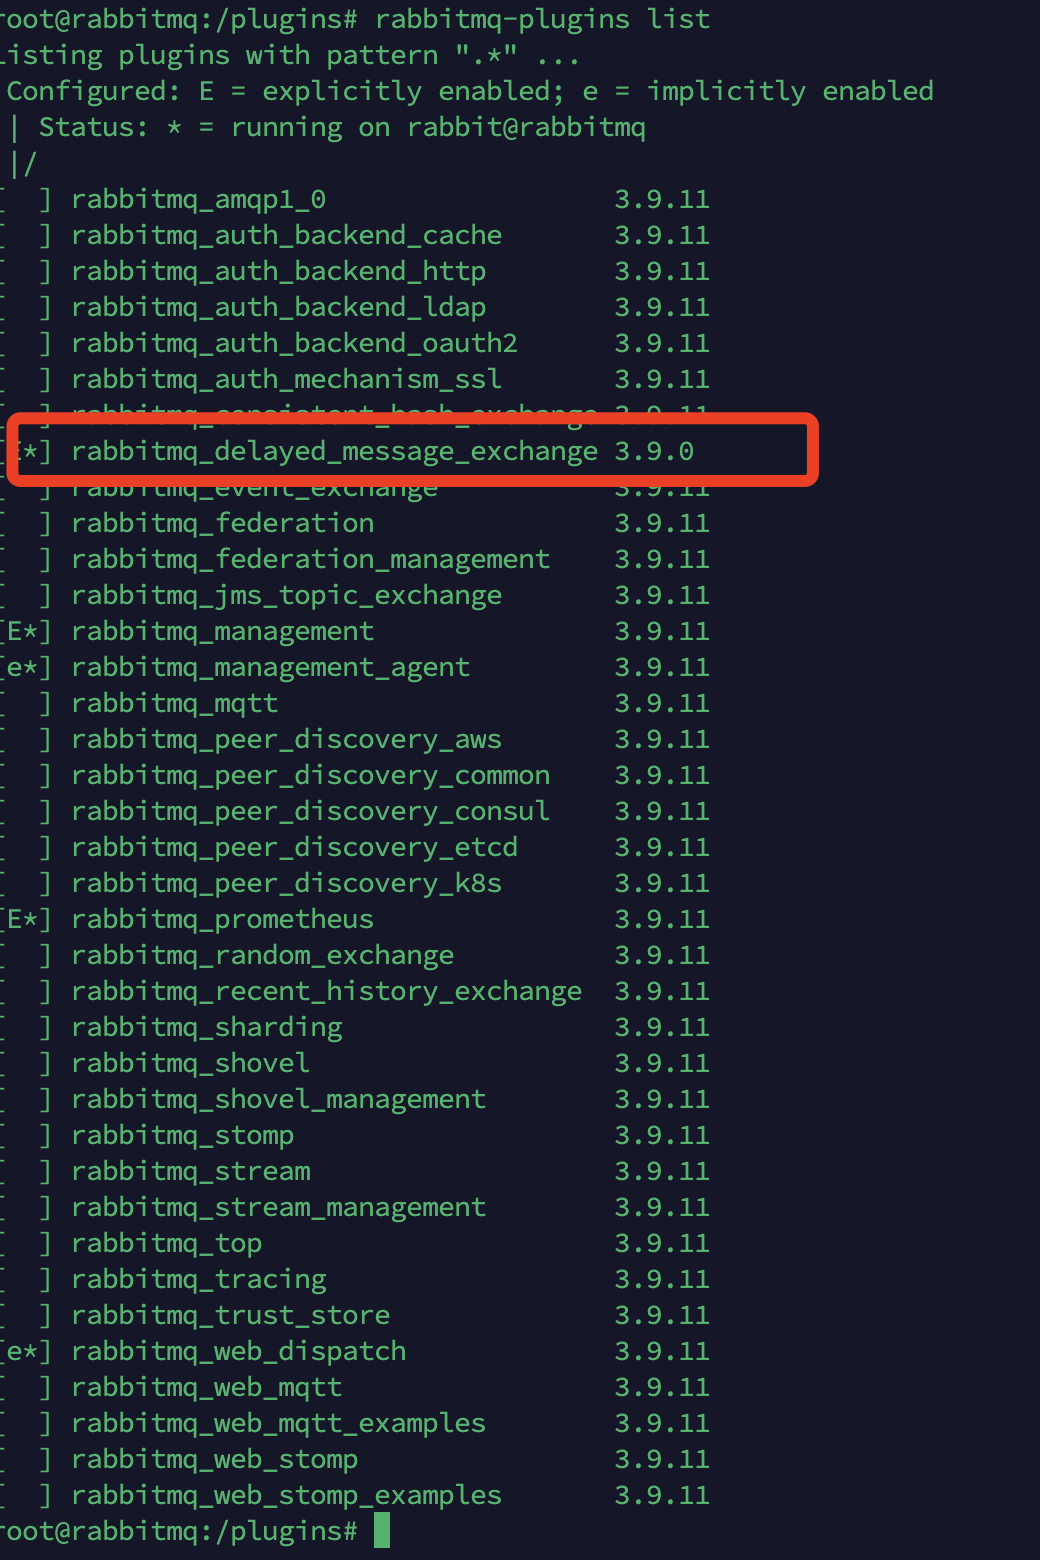 root@rabbitmq:/plugins# rabbitmq-plugins list
Listing plugins with pattern ".*" ...
Configured: E = explicitly enabled; e = implicitly enabled
| Status: * = running on rabbit@rabbitmq
|/
[  ] rabbitmq_amqp1_0                  3.9.11
[  ] rabbitmq_auth_backend_cache       3.9.11
[  ] rabbitmq_auth_backend_http        3.9.11
[  ] rabbitmq_auth_backend_ldap        3.9.11
[  ] rabbitmq_auth_backend_oauth2      3.9.11
[  ] rabbitmq_auth_mechanism_ssl       3.9.11
[  ] rabbitmq_consistent_hash_exchange 3.9.11
[E*] rabbitmq_delayed_message_exchange 3.9.0
[  ] rabbitmq_event_exchange           3.9.11
[  ] rabbitmq_federation               3.9.11
[  ] rabbitmq_federation_management    3.9.11
[  ] rabbitmq_jms_topic_exchange       3.9.11
[E*] rabbitmq_management               3.9.11
[e*] rabbitmq_management_agent         3.9.11
[  ] rabbitmq_mqtt                     3.9.11
[  ] rabbitmq_peer_discovery_aws       3.9.11
[  ] rabbitmq_peer_discovery_common    3.9.11
[  ] rabbitmq_peer_discovery_consul    3.9.11
[  ] rabbitmq_peer_discovery_etcd      3.9.11
[  ] rabbitmq_peer_discovery_k8s       3.9.11
[E*] rabbitmq_prometheus               3.9.11
[  ] rabbitmq_random_exchange          3.9.11
[  ] rabbitmq_recent_history_exchange  3.9.11
[  ] rabbitmq_sharding                 3.9.11
[  ] rabbitmq_shovel                   3.9.11
[  ] rabbitmq_shovel_management        3.9.11
[  ] rabbitmq_stomp                    3.9.11
[  ] rabbitmq_stream                   3.9.11
[  ] rabbitmq_stream_management        3.9.11
[  ] rabbitmq_top                      3.9.11
[  ] rabbitmq_tracing                  3.9.11
[  ] rabbitmq_trust_store              3.9.11
[e*] rabbitmq_web_dispatch             3.9.11
[  ] rabbitmq_web_mqtt                 3.9.11
[  ] rabbitmq_web_mqtt_examples        3.9.11
[  ] rabbitmq_web_stomp                3.9.11
[  ] rabbitmq_web_stomp_examples       3.9.11
root@rabbitmq:/plugins#